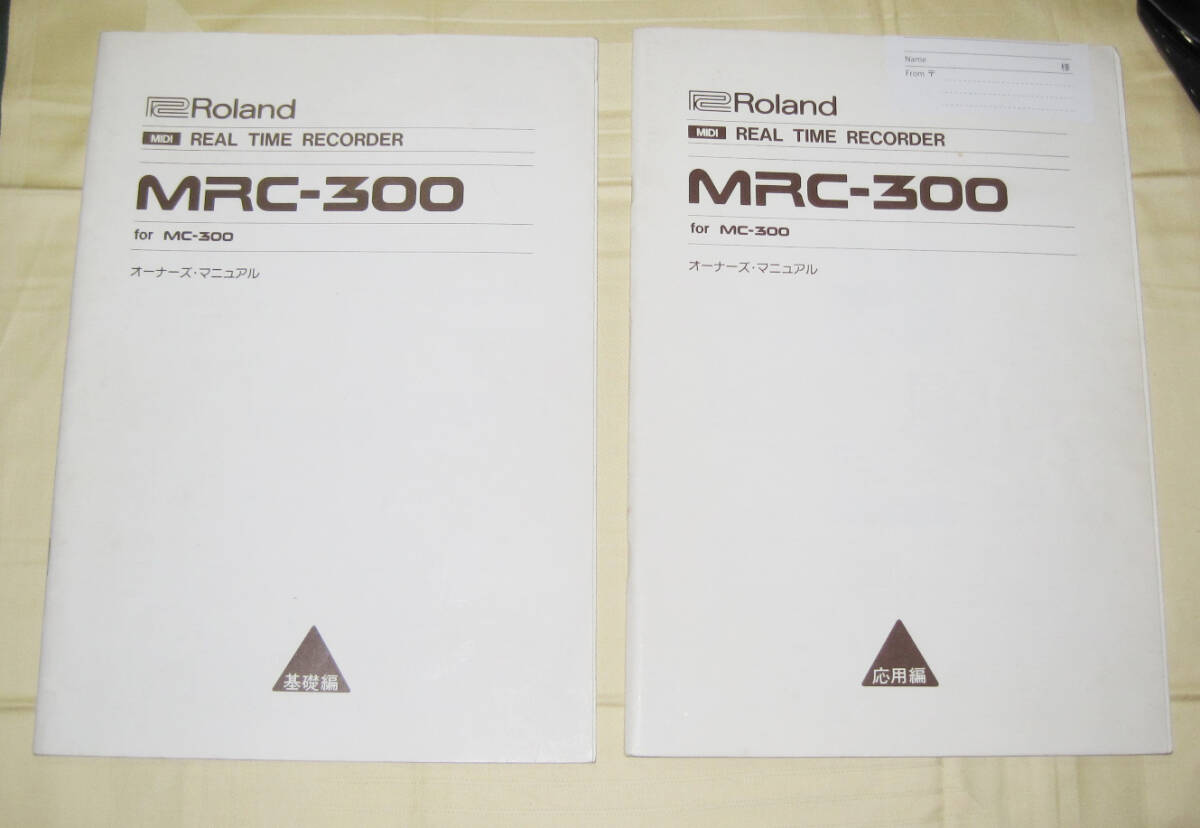 Roland
MIDI REAL TIME RECORDER
MRC-300
for MC-300
オーナーズ・マニュアル
基礎編
Name 様
From 〒
Roland
MIDI REAL TIME RECORDER
MRC-300
for MC-300
オーナーズ・マニュアル
応用編